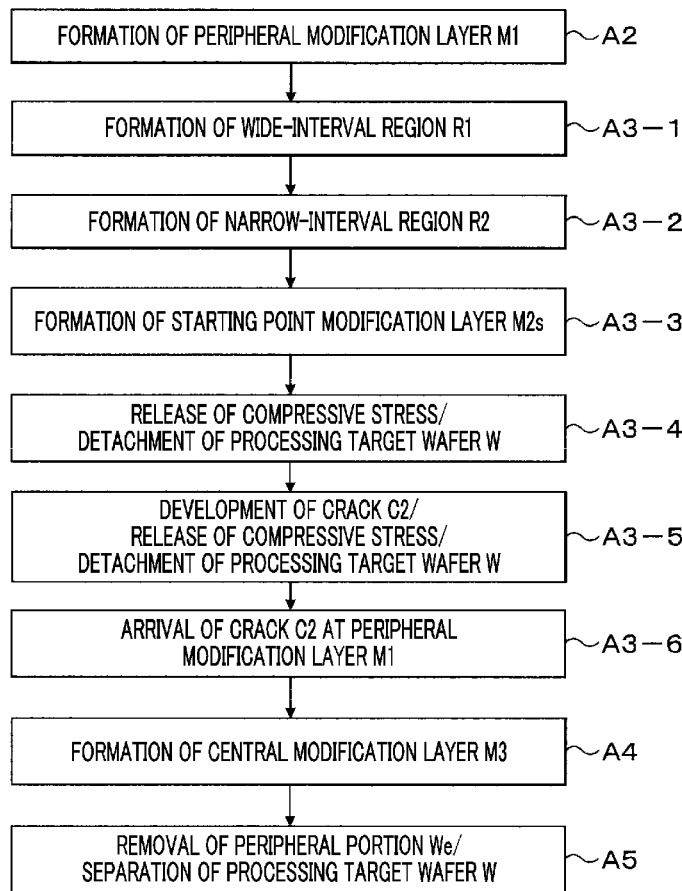 FORMATION OF PERIPHERAL MODIFICATION LAYER M1
A2
FORMATION OF WIDE-INTERVAL REGION R1
A3-1
FORMATION OF NARROW-INTERVAL REGION R2
A3-2
FORMATION OF STARTING POINT MODIFICATION LAYER M2s
A3-3
RELEASE OF COMPRESSIVE STRESS/
DETACHMENT OF PROCESSING TARGET WAFER W
A3-4
DEVELOPMENT OF CRACK C2/
RELEASE OF COMPRESSIVE STRESS/
DETACHMENT OF PROCESSING TARGET WAFER W
A3-5
ARRIVAL OF CRACK C2 AT PERIPHERAL
MODIFICATION LAYER M1
A3-6
FORMATION OF CENTRAL MODIFICATION LAYER M3
A4
REMOVAL OF PERIPHERAL PORTION We/
SEPARATION OF PROCESSING TARGET WAFER W
A5